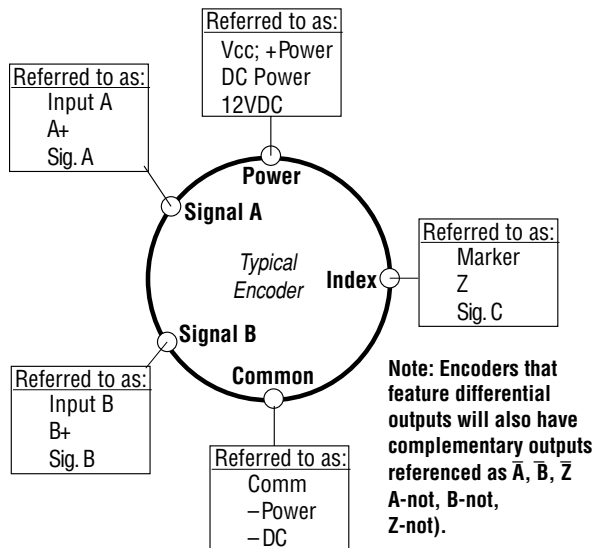 Referred to as:
Vcc; +Power
DC Power
12VDC
Referred to as:
Input A
A+
Sig. A
Power
Signal A
Typical
Encoder
Index
Referred to as:
Marker
Z
Sig. C
Signal B
Common
Referred to as:
Input B
B+
Sig. B
Referred to as:
Comm
–Power
–DC
Note: Encoders that
feature differential
outputs will also have
complementary outputs
referenced as A̅, B̅, Z̅
A-not, B-not,
Z-not).